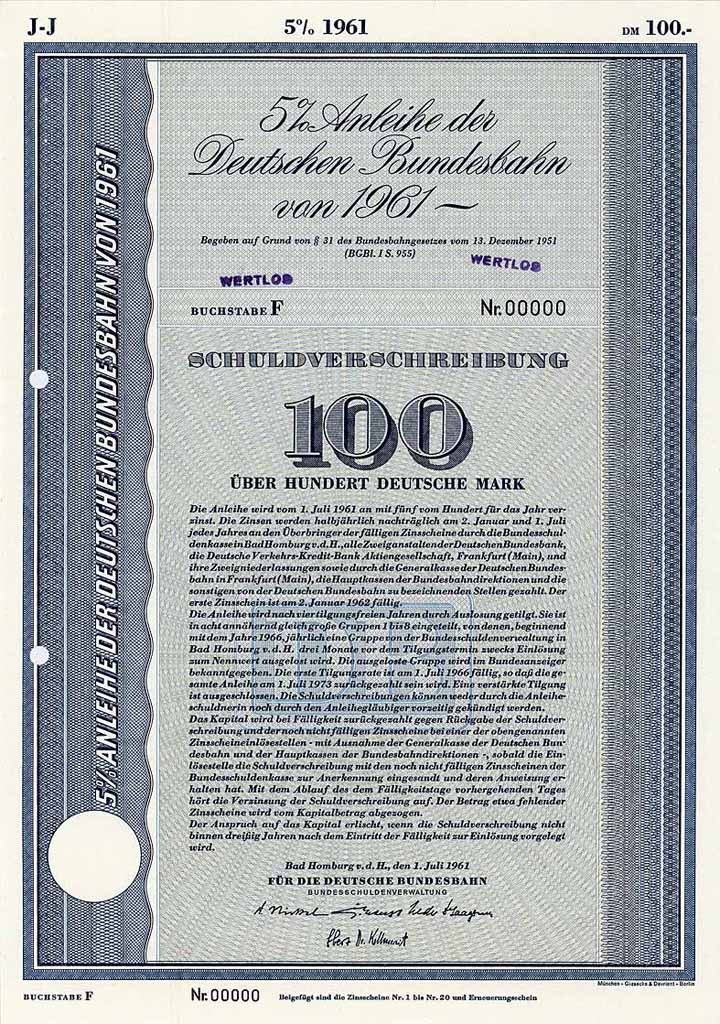 J-J 5% 1961 DM 100.-
5% ANLEIHE DER DEUTSCHEN BUNDESBAHN VON 1961
5% Anleihe der
Deutschen Bundesbahn
von 1961
Begeben auf Grund von § 31 des Bundesbahngesetzes vom 13. Dezember 1951
(BGBl. I S. 955)
WERTLOS WERTLOS
BUCHSTABE F Nr. 00000
SCHULDVERSCHREIBUNG
100
ÜBER HUNDERT DEUTSCHE MARK
Die Anleihe wird vom 1. Juli 1961 an mit fünf vom Hundert für das Jahr ver-
zinst. Die Zinsen werden halbjährlich nachträglich am 2. Januar und 1. Juli
jedes Jahres an den Überbringer der fälligen Zinsscheine durch die Bundesschul-
denkasse in Bad Homburg v.d.H., alle Zweiganstalten der Deutschen Bundesbank,
die Deutsche Verkehrs-Kredit-Bank Aktiengesellschaft, Frankfurt (Main), und
ihre Zweigniederlassungen sowie durch die Generalkasse der Deutschen Bundes-
bahn in Frankfurt (Main), die Hauptkassen der Bundesbahndirektionen und die
sonstigen von der Deutschen Bundesbahn zu bezeichnenden Stellen gezahlt. Der
erste Zinsschein ist am 2. Januar 1962 fällig.
Die Anleihe wird nach vier tilgungsfreien Jahren durch Auslosung getilgt. Sie ist
in acht annähernd gleich große Gruppen 1 bis 8 eingeteilt, von denen, beginnend
mit dem Jahre 1966, jährlich eine Gruppe von der Bundesschuldenverwaltung in
Bad Homburg v. d. H. drei Monate vor dem Tilgungstermin zwecks Einlösung
zum Nennwert ausgelost wird. Die ausgeloste Gruppe wird im Bundesanzeiger
bekanntgegeben. Die erste Tilgungsrate ist am 1. Juli 1966 fällig, so daß die ge-
samte Anleihe am 1. Juli 1973 zurückgezahlt sein wird. Eine verstärkte Tilgung
ist ausgeschlossen. Die Schuldverschreibungen können weder durch die Anleihe-
schuldnerin noch durch den Anleihegläubiger vorzeitig gekündigt werden.
Das Kapital wird bei Fälligkeit zurückgezahlt gegen Rückgabe der Schuldver-
schreibung und der noch nicht fälligen Zinsscheine bei einer der obengenannten
Zinsscheineinlösestellen - mit Ausnahme der Generalkasse der Deutschen Bun-
desbahn und der Hauptkassen der Bundesbahndirektionen -, sobald die Ein-
lösestelle die Schuldverschreibung mit den noch nicht fälligen Zinsscheinen der
Bundesschuldenkasse zur Anerkennung eingesandt und deren Anweisung er-
halten hat. Mit dem Ablauf des dem Fälligkeitstage vorhergehenden Tages
hört die Verzinsung der Schuldverschreibung auf. Der Betrag etwa fehlender
Zinsscheine wird vom Kapitalbetrag abgezogen.
Der Anspruch auf das Kapital erlischt, wenn die Schuldverschreibung nicht
binnen dreißig Jahren nach dem Eintritt der Fälligkeit zur Einlösung vorgelegt
wird.
Bad Homburg v. d. H., den 1. Juli 1961
FÜR DIE DEUTSCHE BUNDESBAHN
BUNDESSCHULDENVERWALTUNG
München - Giesecke & Devrient - Berlin
BUCHSTABE F Nr. 00000 Beigefügt sind die Zinsscheine Nr. 1 bis Nr. 20 und Erneuerungsschein